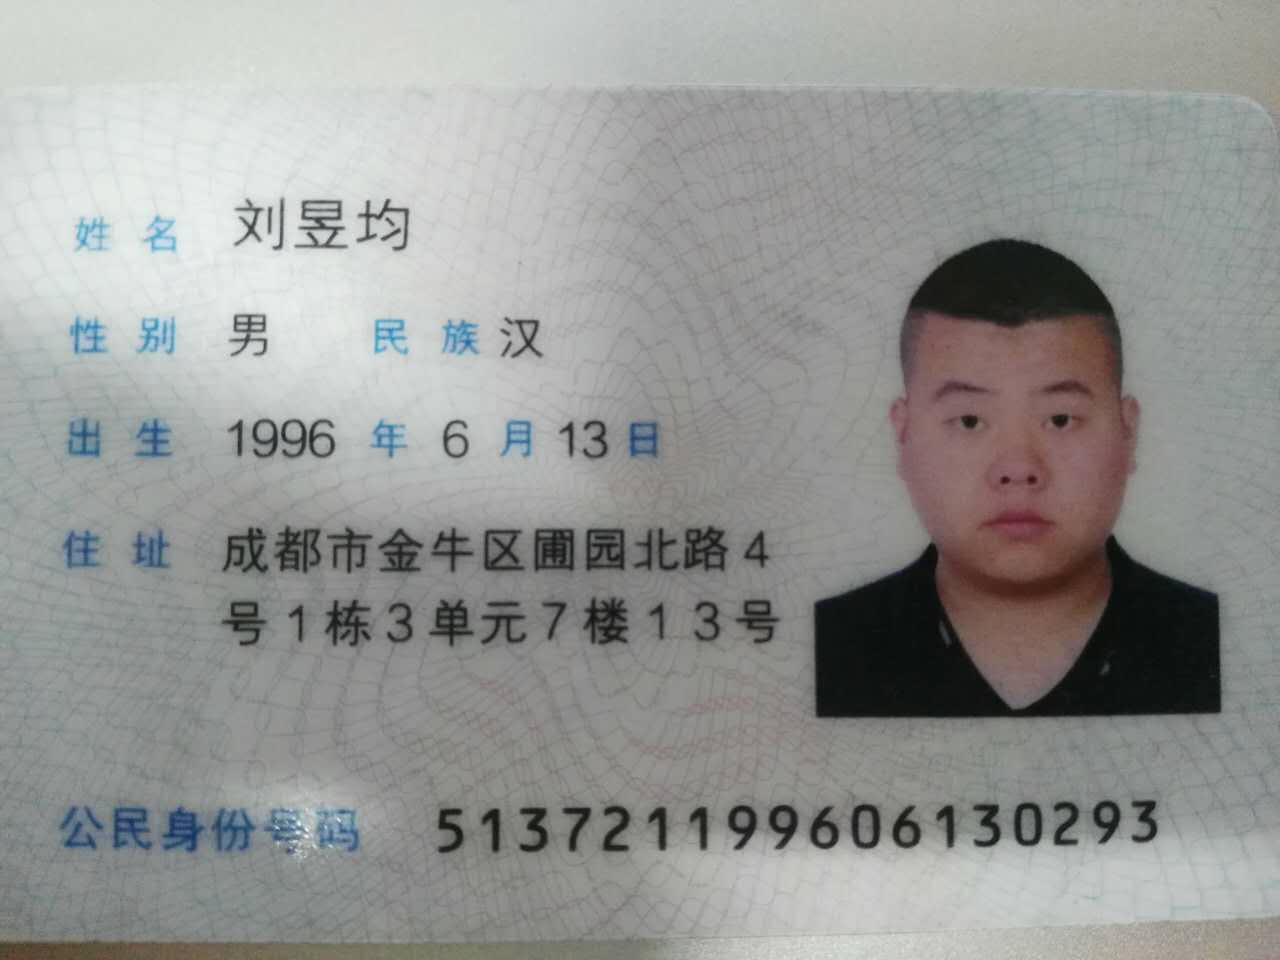 姓名 刘昱均
性别 男 民族 汉
出生 1996 年 6 月 13 日
住址 成都市金牛区圃园北路4
号1栋3单元7楼13号
公民身份号码 513721199606130293